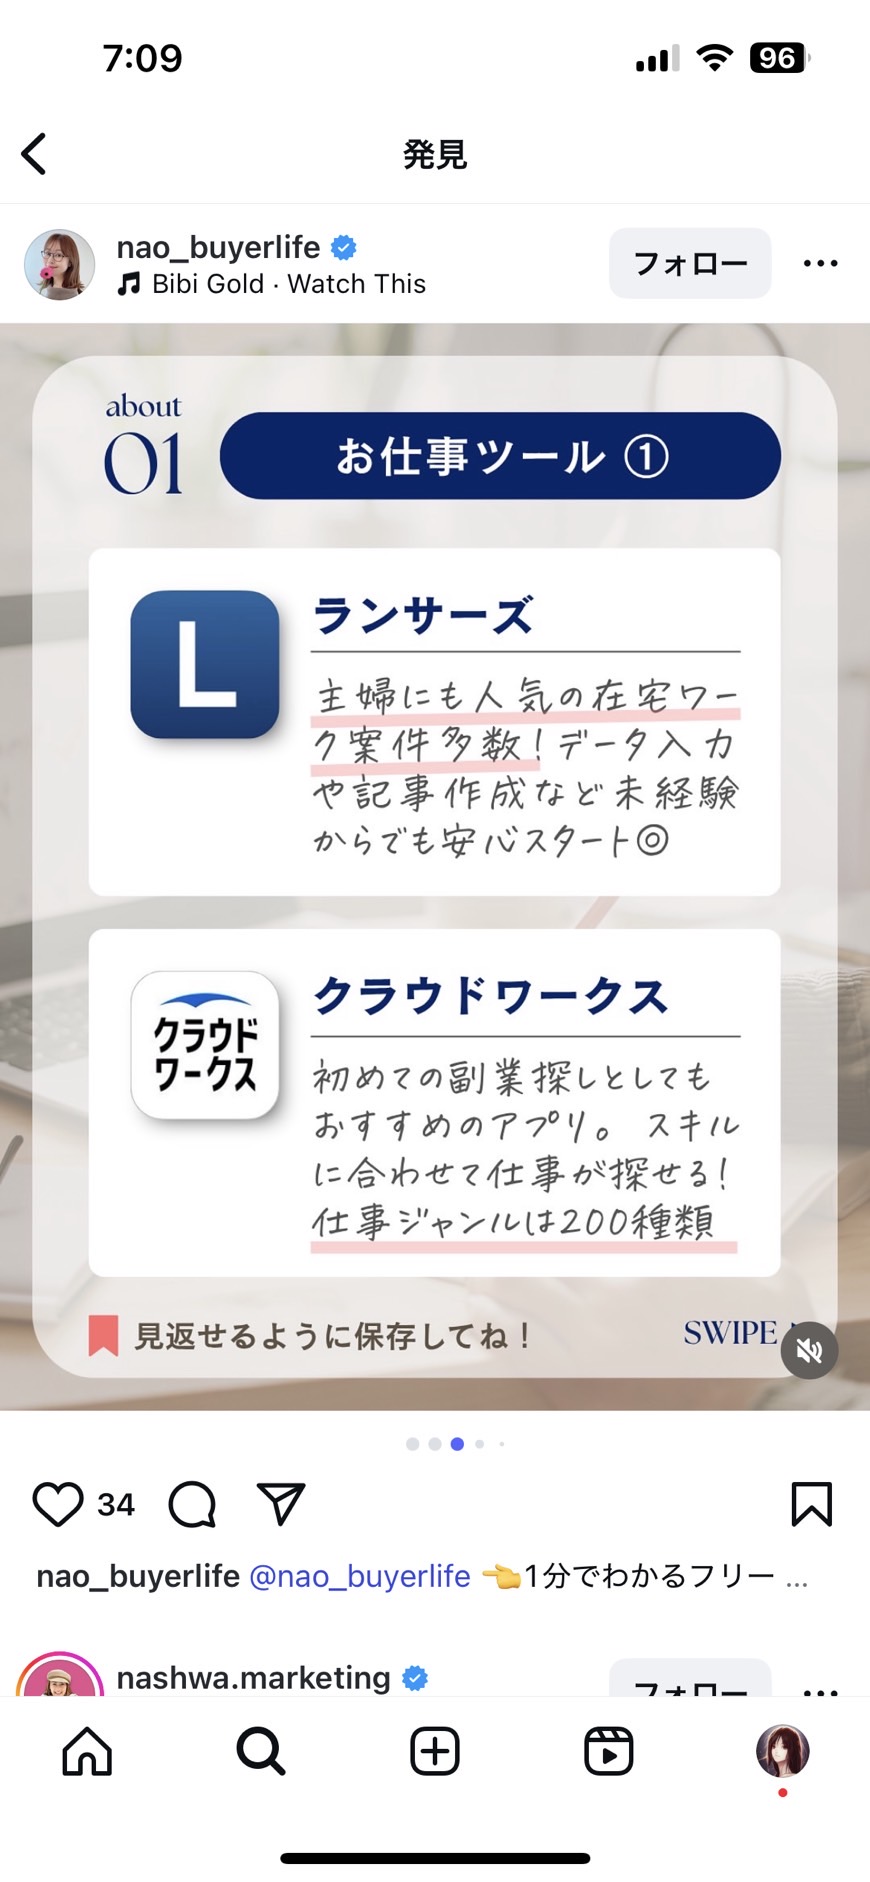 7:09
96
発見
nao_buyerlife
Bibi Gold · Watch This
フォロー
about
01
お仕事ツール ①
L
ランサーズ
主婦にも人気の在宅ワー
ク案件多数！データ入力
や記事作成など未経験
からでも安心スタート◎
クラウド
ワークス
クラウドワークス
初めての副業探しとしても
おすすめのアプリ。スキル
に合わせて仕事が探せる！
仕事ジャンルは200種類
見返せるように保存してね！
SWIPE
34
nao_buyerlife @nao_buyerlife 👈1分でわかるフリー ...
nashwa.marketing
フォロー